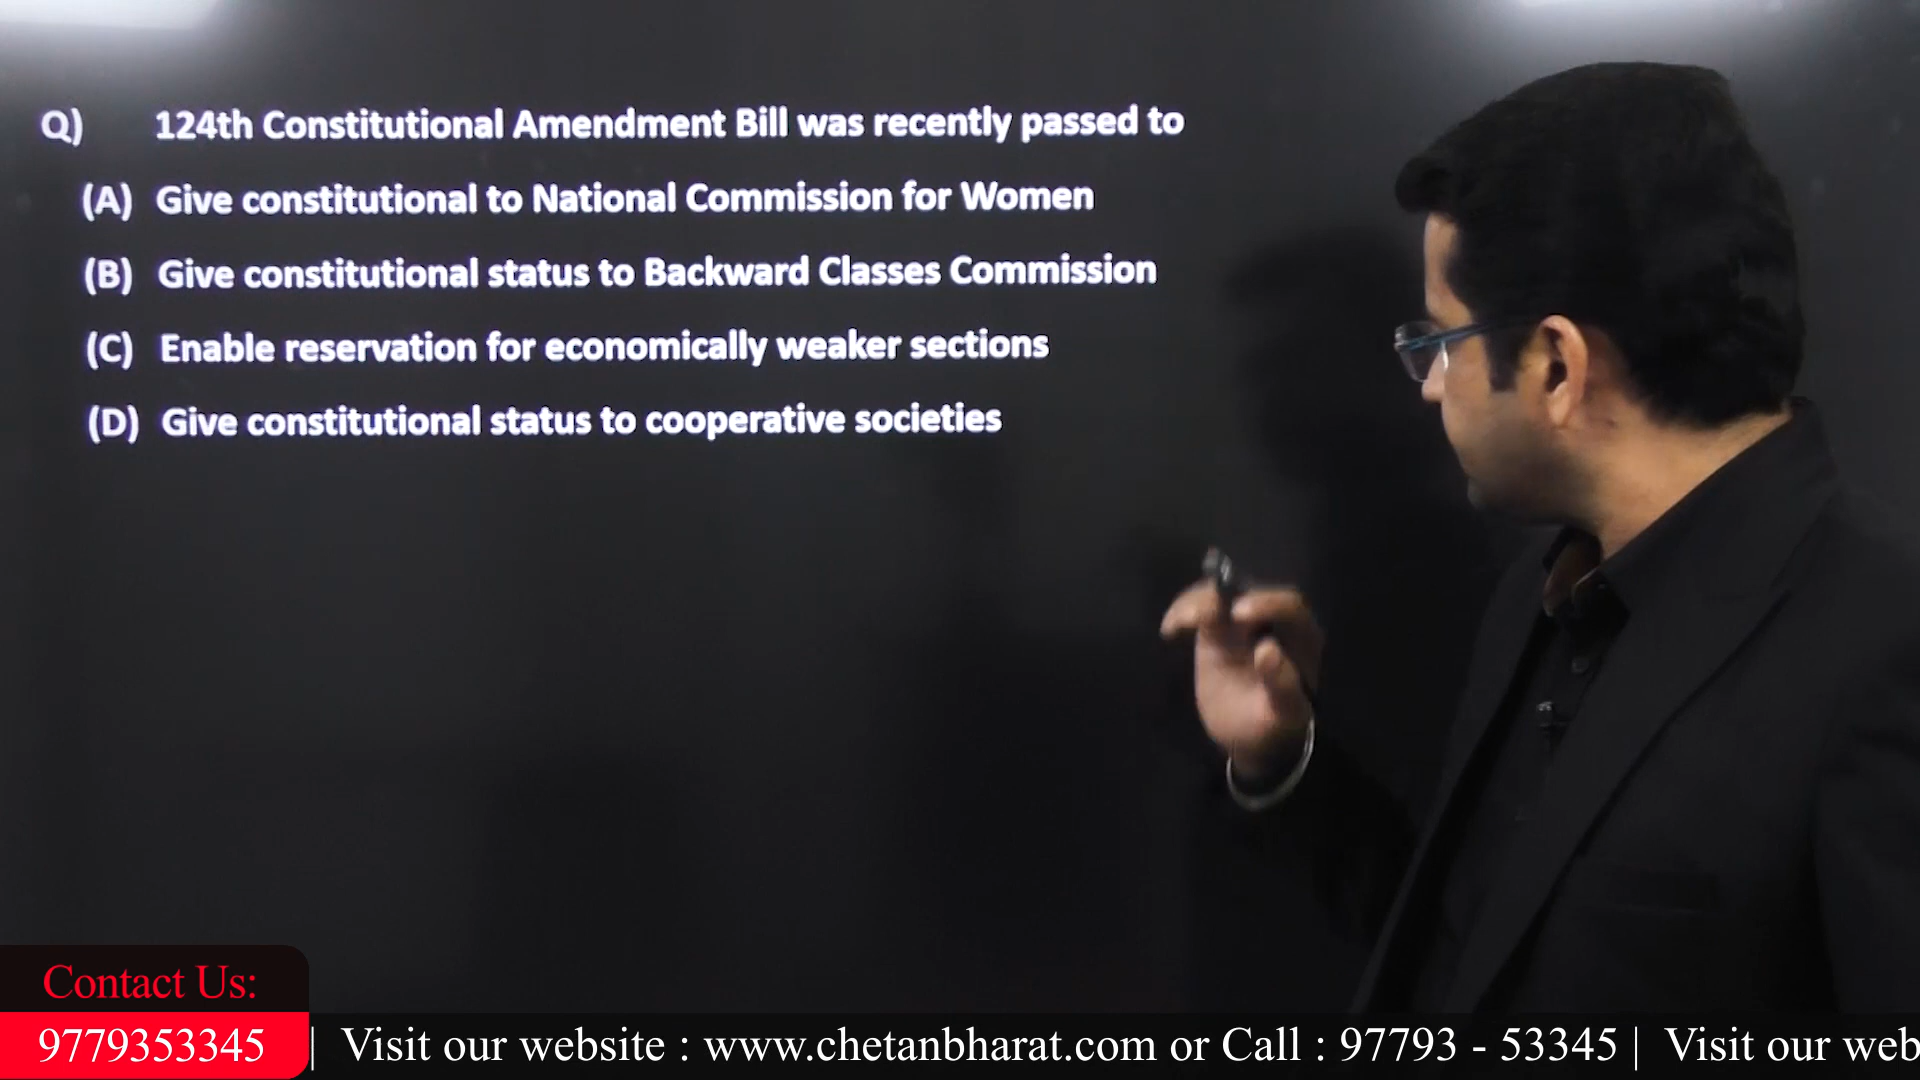 Q) 124th Constitutional Amendment Bill was recently passed to
(A) Give constitutional to National Commission for Women
(B) Give constitutional status to Backward Classes Commission
(C) Enable reservation for economically weaker sections
(D) Give constitutional status to cooperative societies
Contact Us:
9779353345 | Visit our website : www.chetanbharat.com or Call : 97793 - 53345 | Visit our web